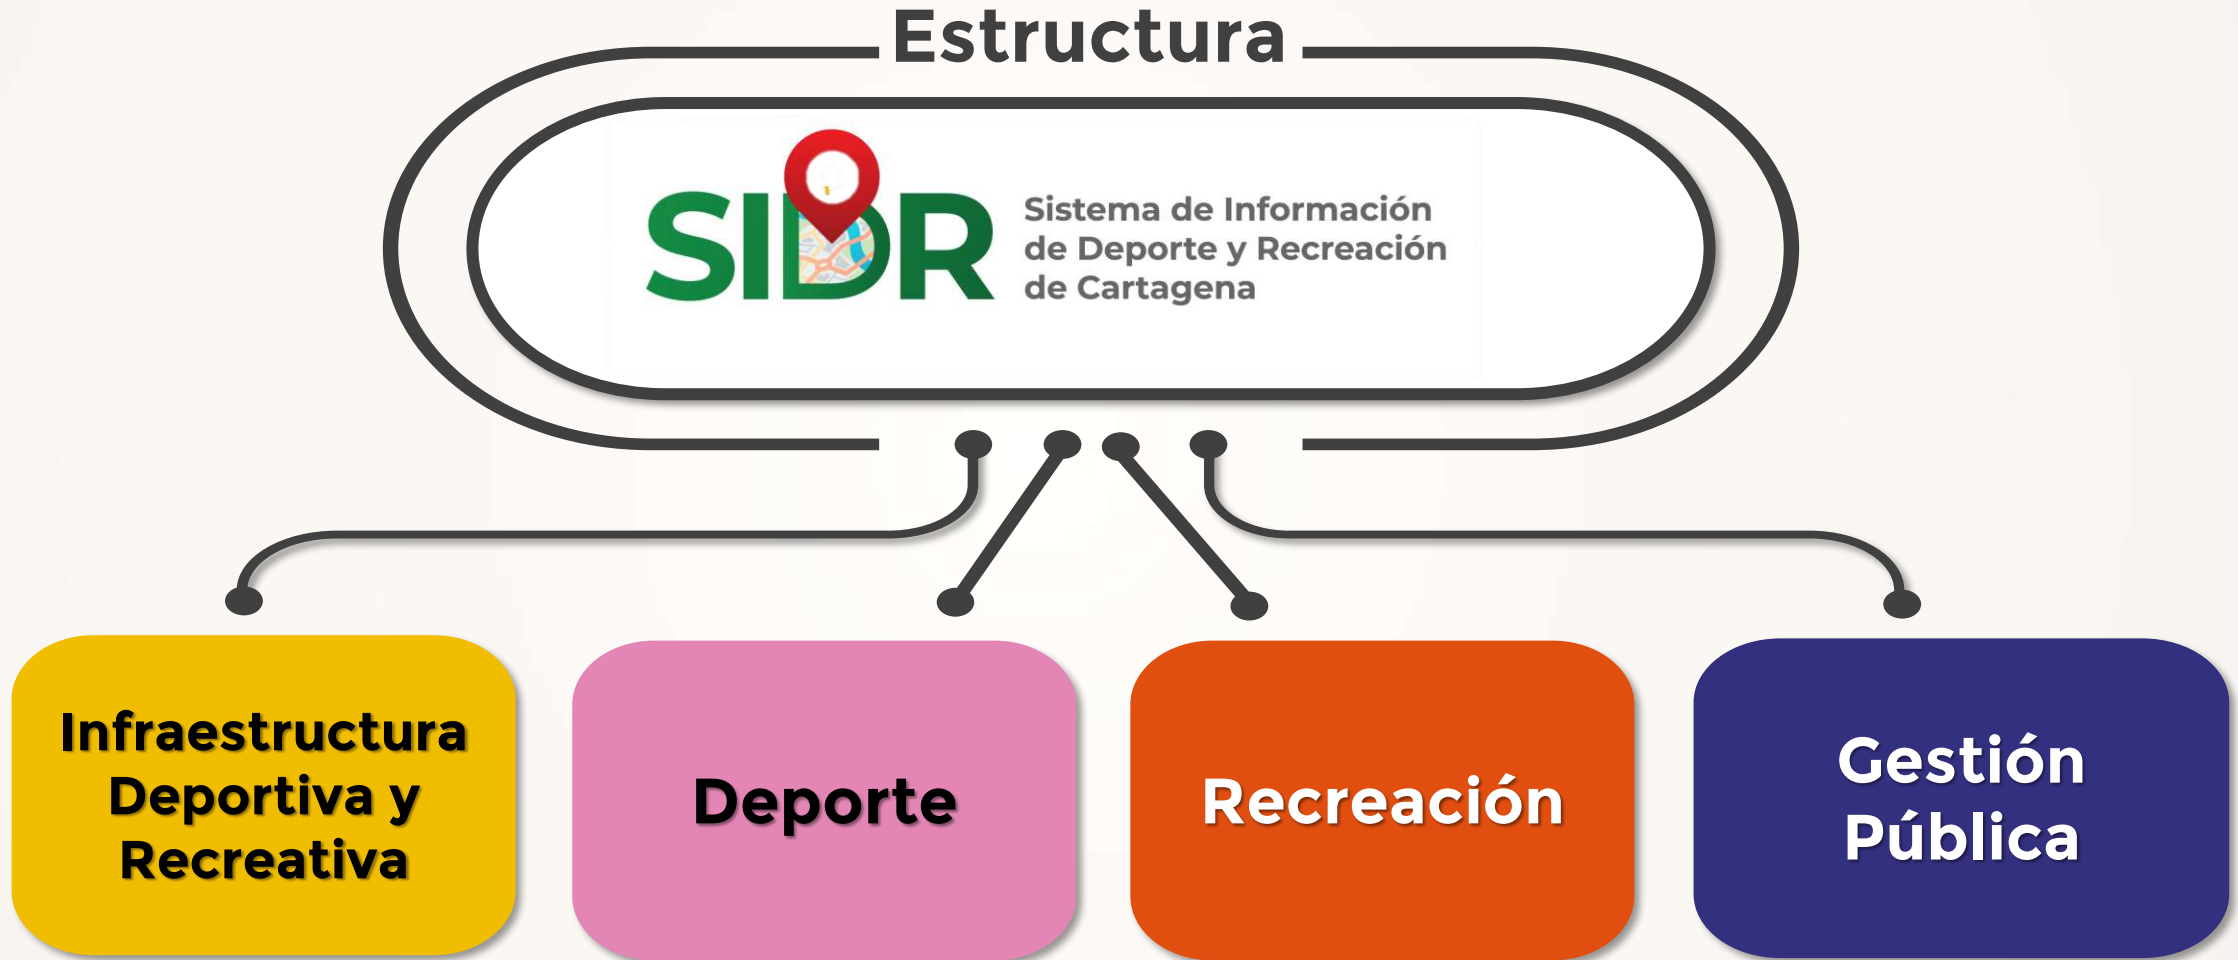 Estructura
SIDR
Sistema de Información
de Deporte y Recreación
de Cartagena
Infraestructura
Deportiva y
Recreativa
Deporte
Recreación
Gestión
Pública